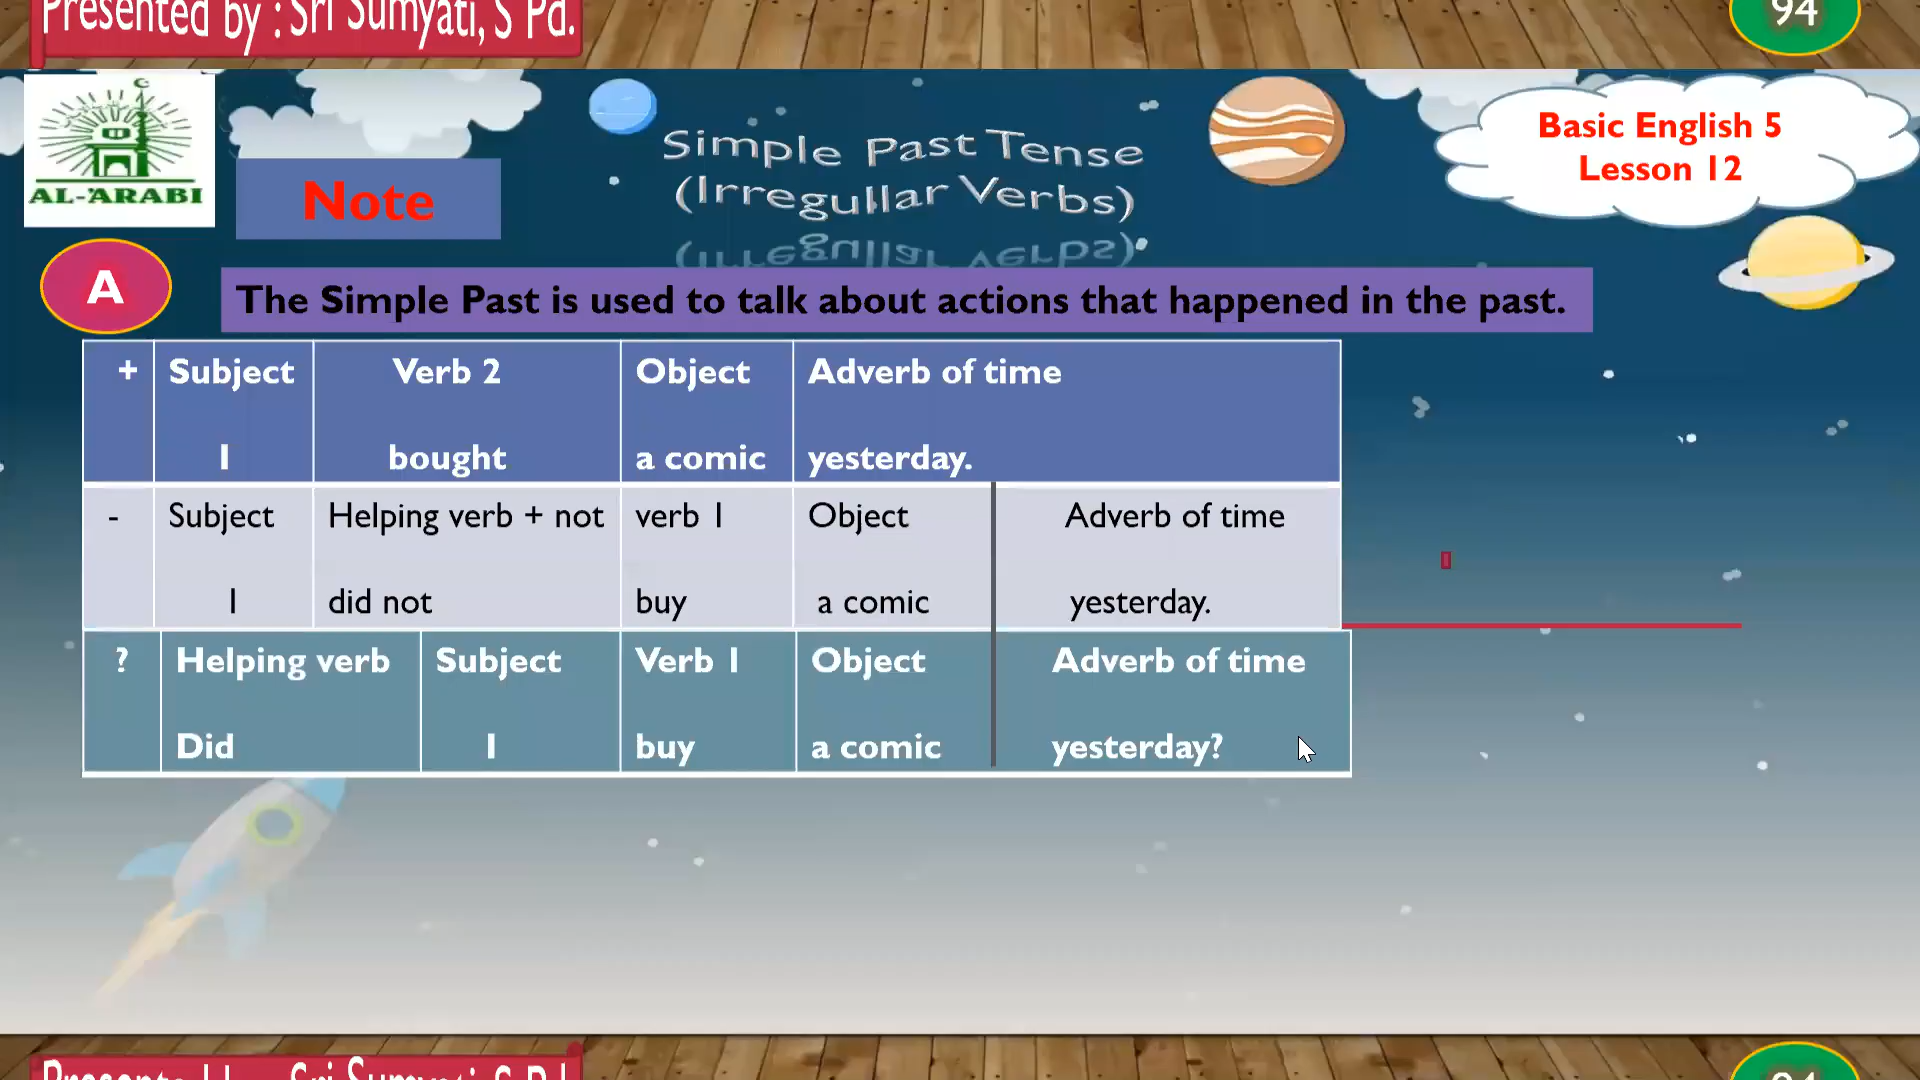 Presented by : Sri Sumyati, S Pd.
94
AL-'ARABI
Note
Simple Past Tense
(Irregullar Verbs)
Basic English 5
Lesson 12
A
The Simple Past is used to talk about actions that happened in the past.
+ Subject Verb 2 Object Adverb of time
I bought a comic yesterday.
- Subject Helping verb + not verb 1 Object Adverb of time
I did not buy a comic yesterday.
? Helping verb Subject Verb 1 Object Adverb of time
Did I buy a comic yesterday?